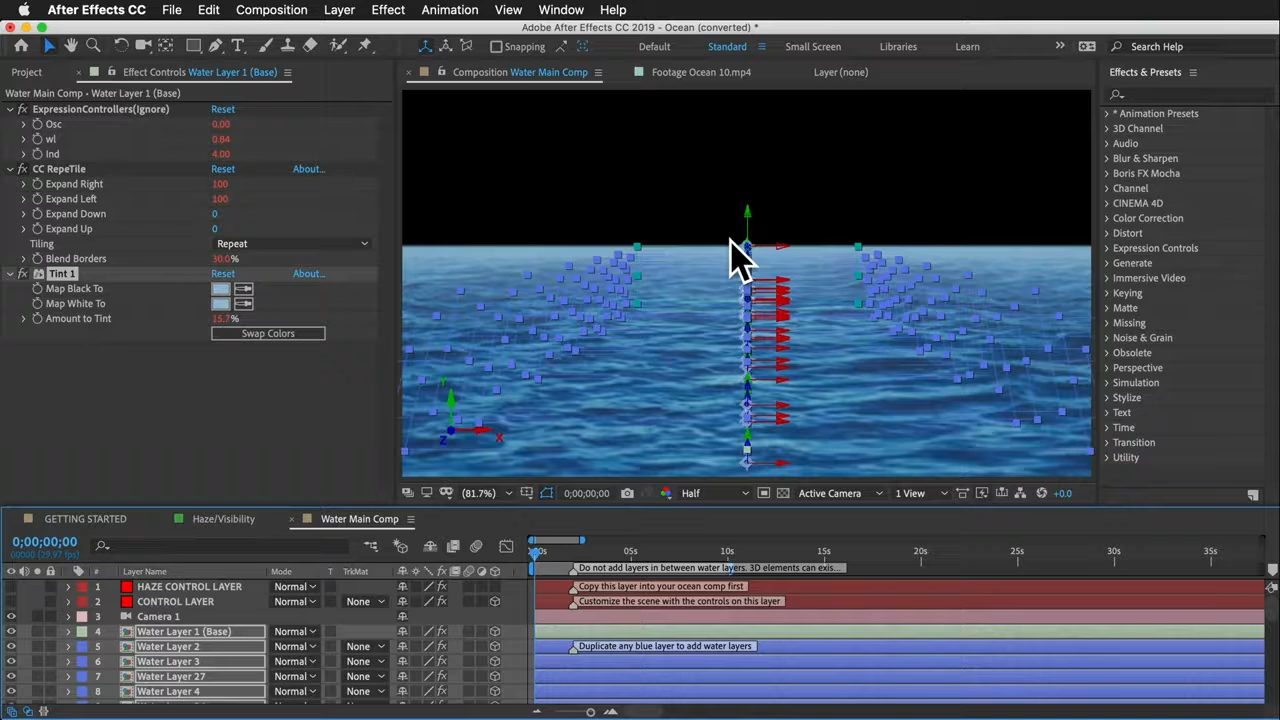 After Effects CC File Edit Composition Layer Effect Animation View Window Help
Adobe After Effects CC 2019 - Ocean (converted) *
Snapping Default Standard Small Screen Libraries Learn Search Help
Project Effect Controls Water Layer 1 (Base) Composition Water Main Comp Footage Ocean 10.mp4 Layer (none) Effects & Presets
Water Main Comp • Water Layer 1 (Base)
ExpressionControllers(Ignore) Reset
Osc 0.00
wl 0.84
Ind 4.00
CC RepeTile Reset About...
Expand Right 100
Expand Left 100
Expand Down 0
Expand Up 0
Tiling Repeat
Blend Borders 30.0%
Tint 1 Reset About...
Map Black To
Map White To
Amount to Tint 15.7%
Swap Colors
Y
Z X
* Animation Presets
3D Channel
Audio
Blur & Sharpen
Boris FX Mocha
Channel
CINEMA 4D
Color Correction
Distort
Expression Controls
Generate
Immersive Video
Keying
Matte
Missing
Noise & Grain
Obsolete
Perspective
Simulation
Stylize
Text
Time
Transition
Utility
(81.7%) 0;00;00;00 Half Active Camera 1 View +0.0
GETTING STARTED Haze/Visibility Water Main Comp
0;00;00;00
00000 (29.97 fps)
05s 10s 15s 20s 25s 30s 35s
# Layer Name Mode T TrkMat
Do not add layers in between water layers. 3D elements can exis...
1 HAZE CONTROL LAYER Normal Copy this layer into your ocean comp first
2 CONTROL LAYER Normal None Customize the scene with the controls on this layer
3 Camera 1
4 Water Layer 1 (Base) Normal
5 Water Layer 2 Normal None Duplicate any blue layer to add water layers
6 Water Layer 3 Normal None
7 Water Layer 27 Normal None
8 Water Layer 4 Normal None